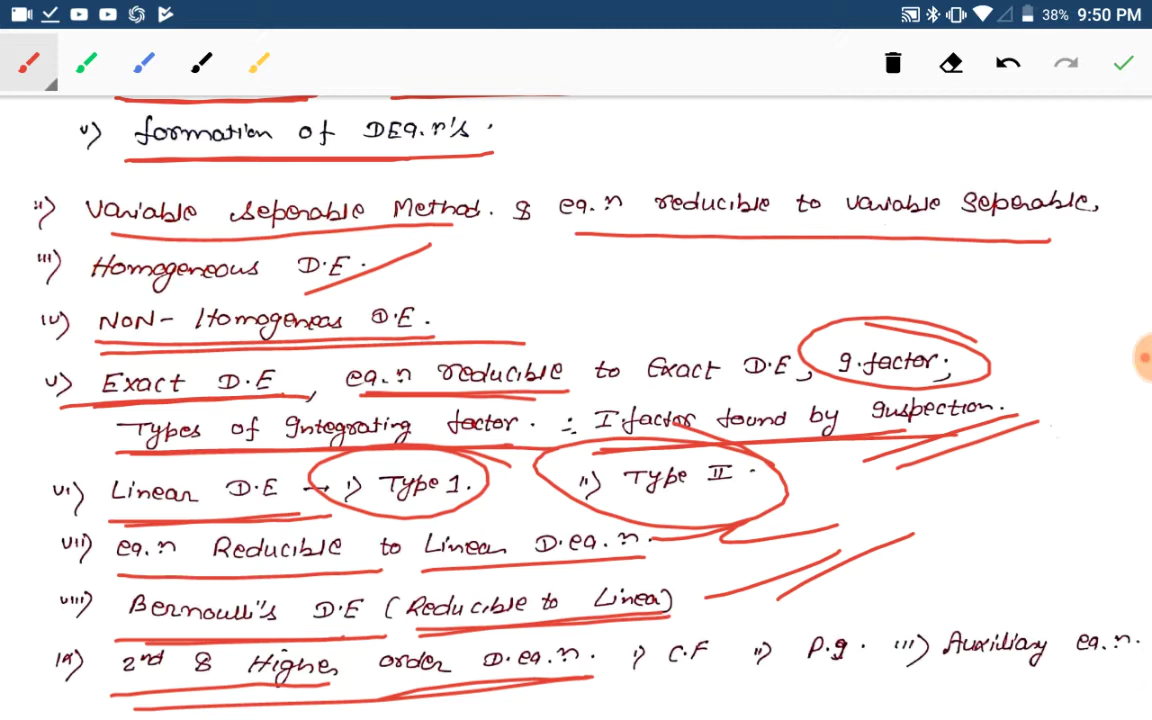 38% 9:50 PM
v) formation of DEq.n's.
ii) Variable Seperable Method. & eq.n reducible to variable Seperable,
iii) Homogeneous D.E.
iv) NON-Homogeneos D.E.
v) Exact D.E, eq.n reducible to Exact D.E, I.factor;
Types of Integrating factor. ∴ I.factor found by Inspection.
vi) Linear D.E → i) Type 1. ii) Type II.
vii) eq.n Reducible to Linear D.eq.n.
viii) Bernoulli's D.E (Reducible to Linear)
ix) 2nd & Higher order D.eq.n. i) C.F ii) P.I. iii) Auxiliary eq.n.